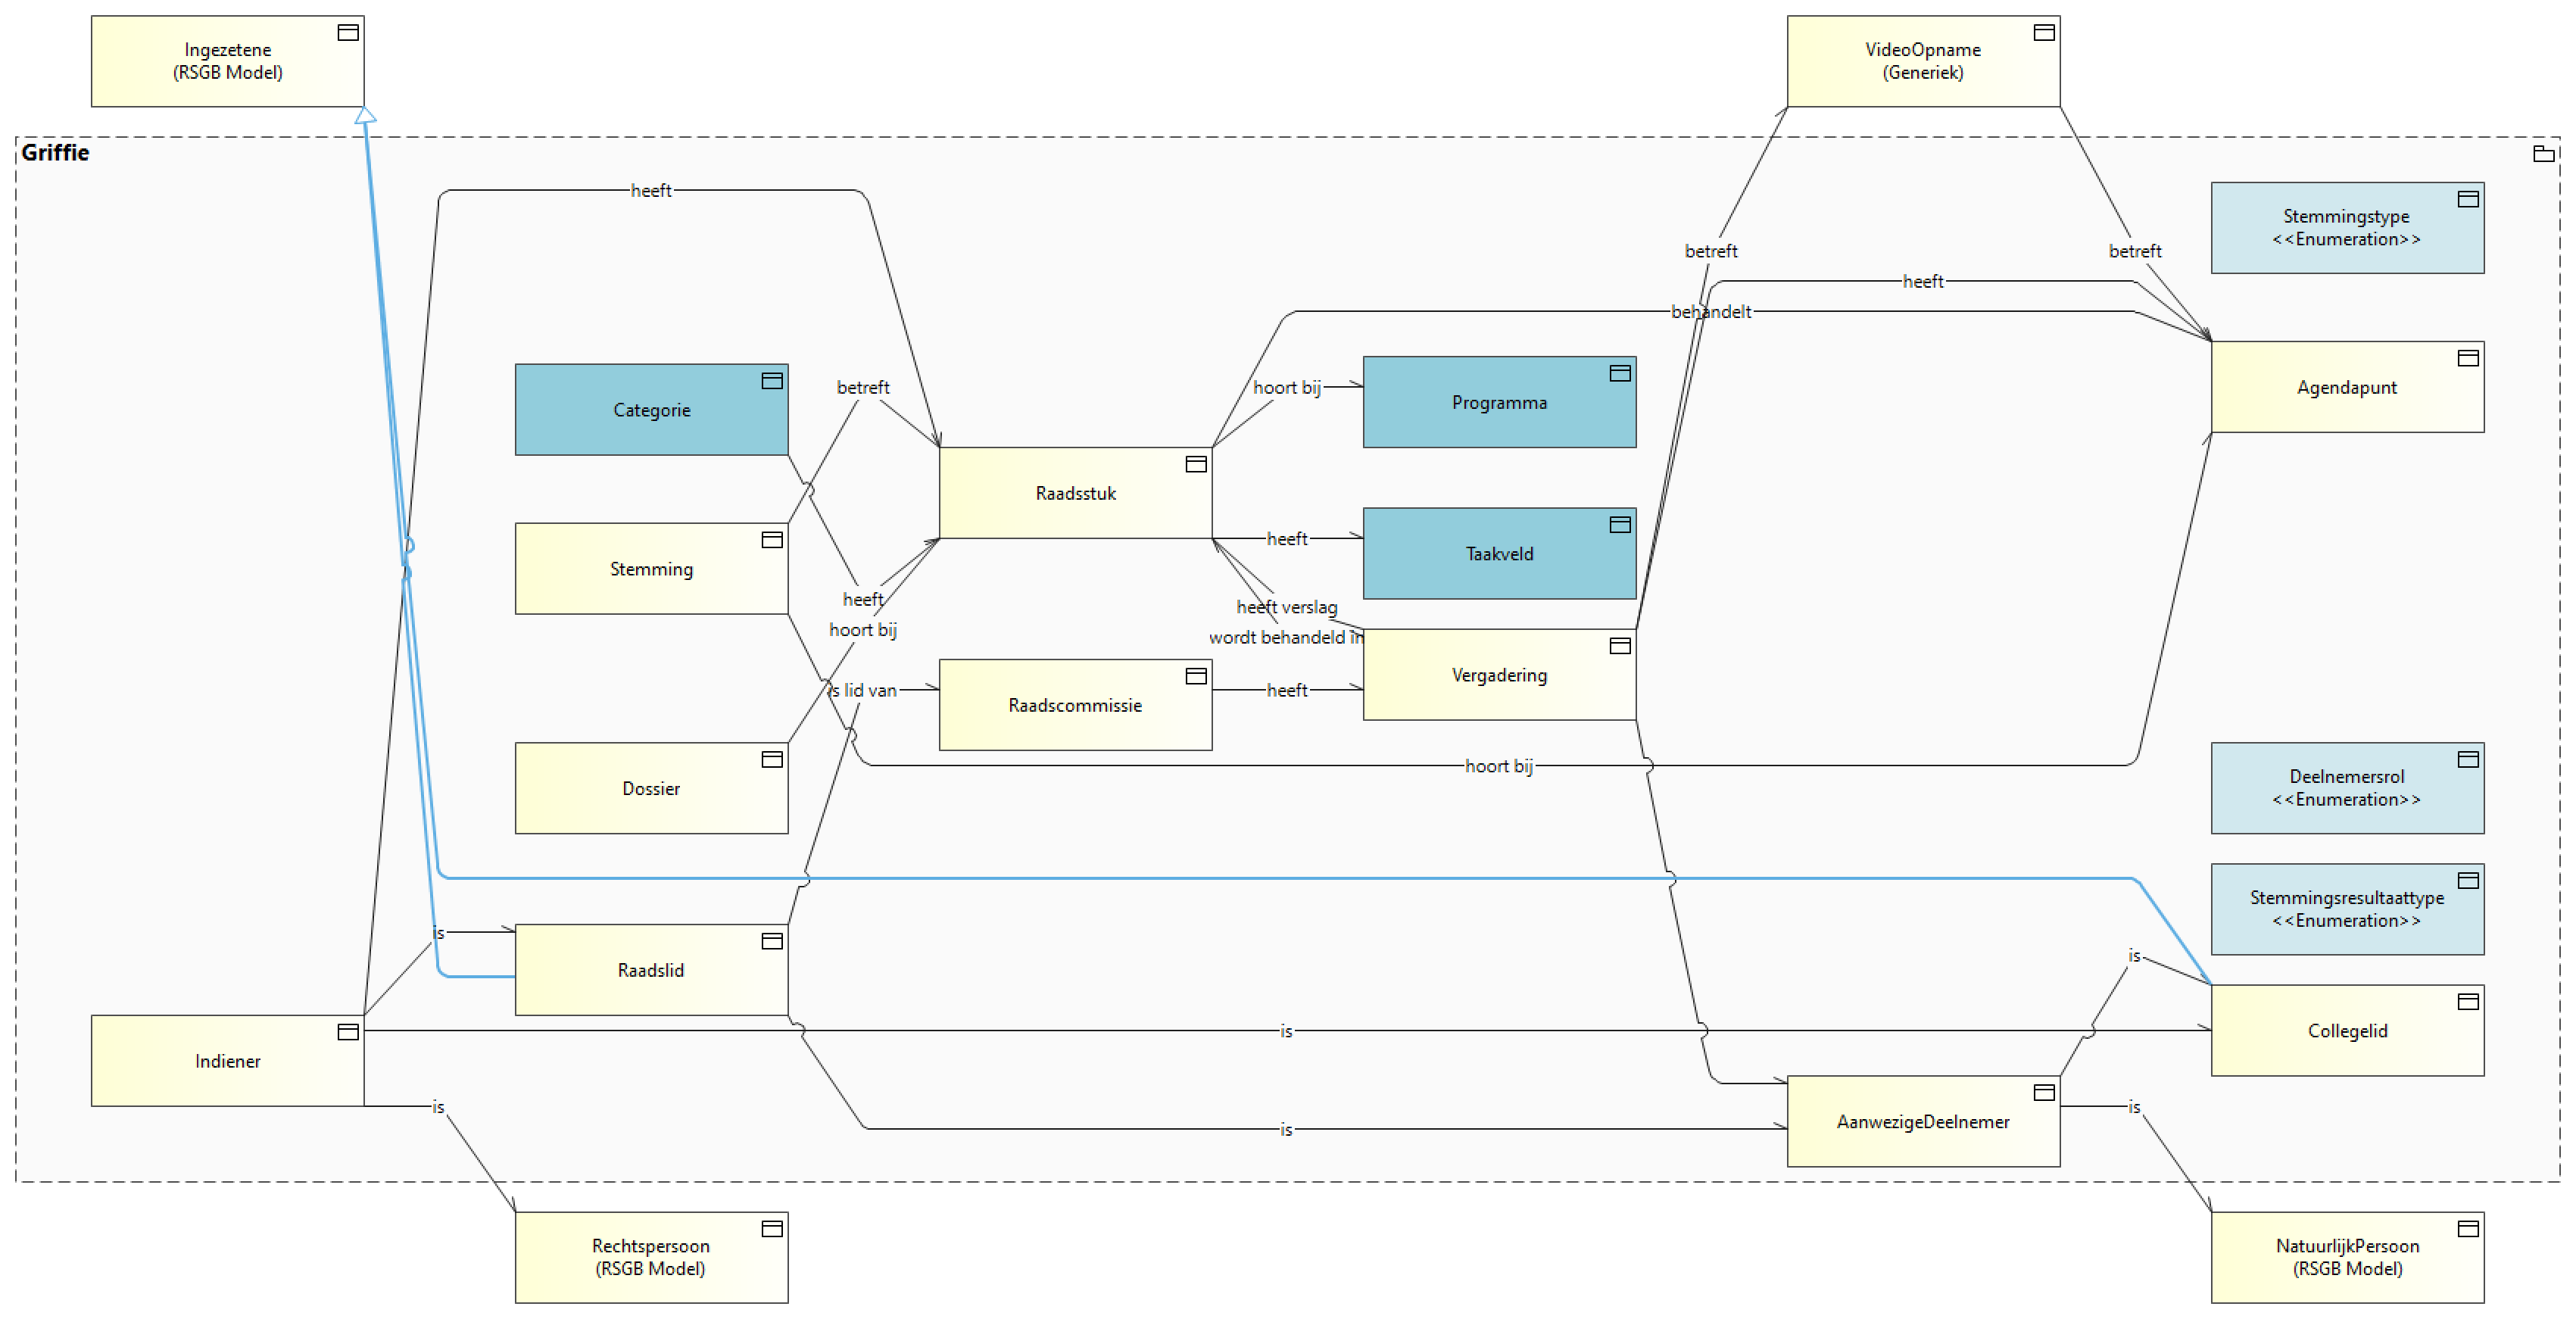 Ingezetene
(RSGB Model)
VideoOpname
(Generiek)
Griffie
heeft
Stemmingstype
<<Enumeration>>
betreft
betreft
heeft
behandelt
Categorie
betreft
hoort bij
Programma
Agendapunt
Raadsstuk
Stemming
heeft
Taakveld
heeft
hoort bij
heeft verslag
wordt behandeld in
is lid van
Raadscommissie
heeft
Vergadering
hoort bij
Dossier
Deelnemersrol
<<Enumeration>>
Stemmingsresultaattype
<<Enumeration>>
is
Raadslid
is
Indiener
is
Collegelid
is
is
AanwezigeDeelnemer
is
Rechtspersoon
(RSGB Model)
NatuurlijkPersoon
(RSGB Model)